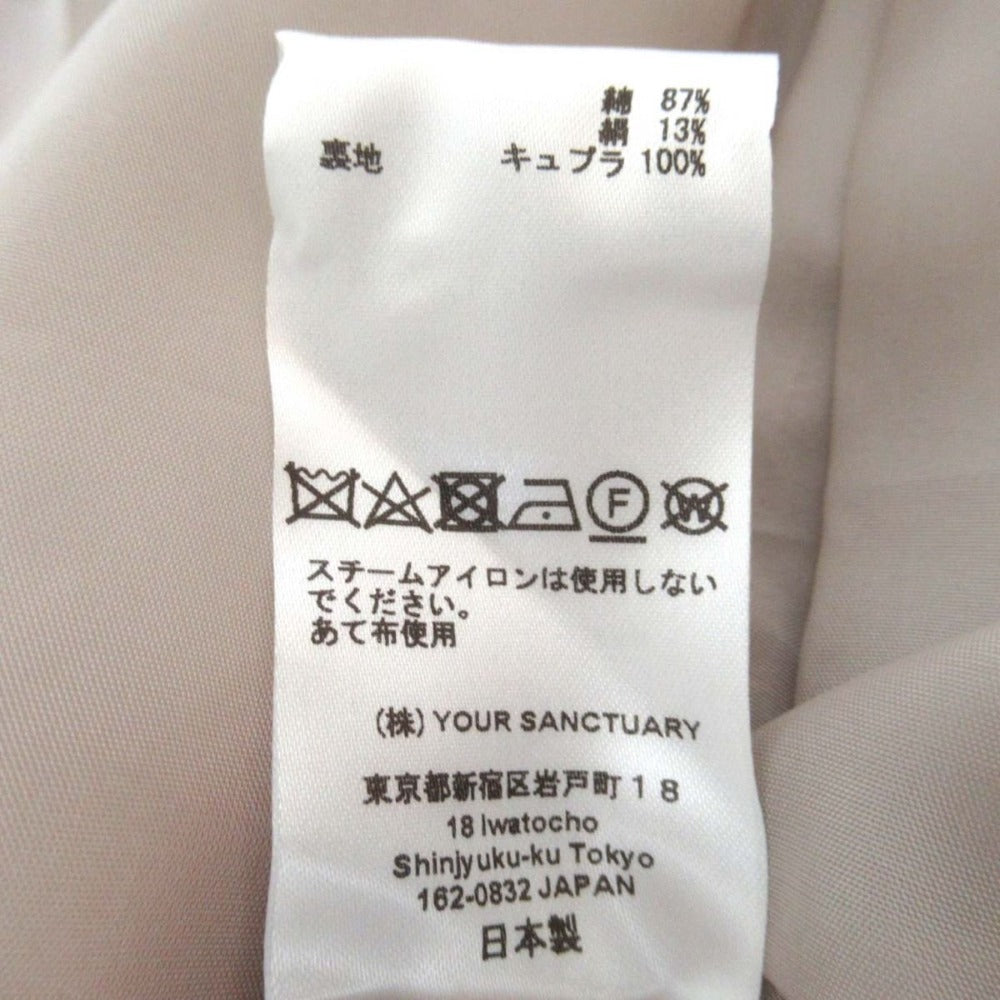 綿 87%
絹 13%
裏地 キュプラ 100%
F W
スチームアイロンは使用しない
でください。
あて布使用
(株) YOUR SANCTUARY
東京都新宿区岩戸町18
18 Iwatocho
Shinjyuku-ku Tokyo
162-0832 JAPAN
日本製